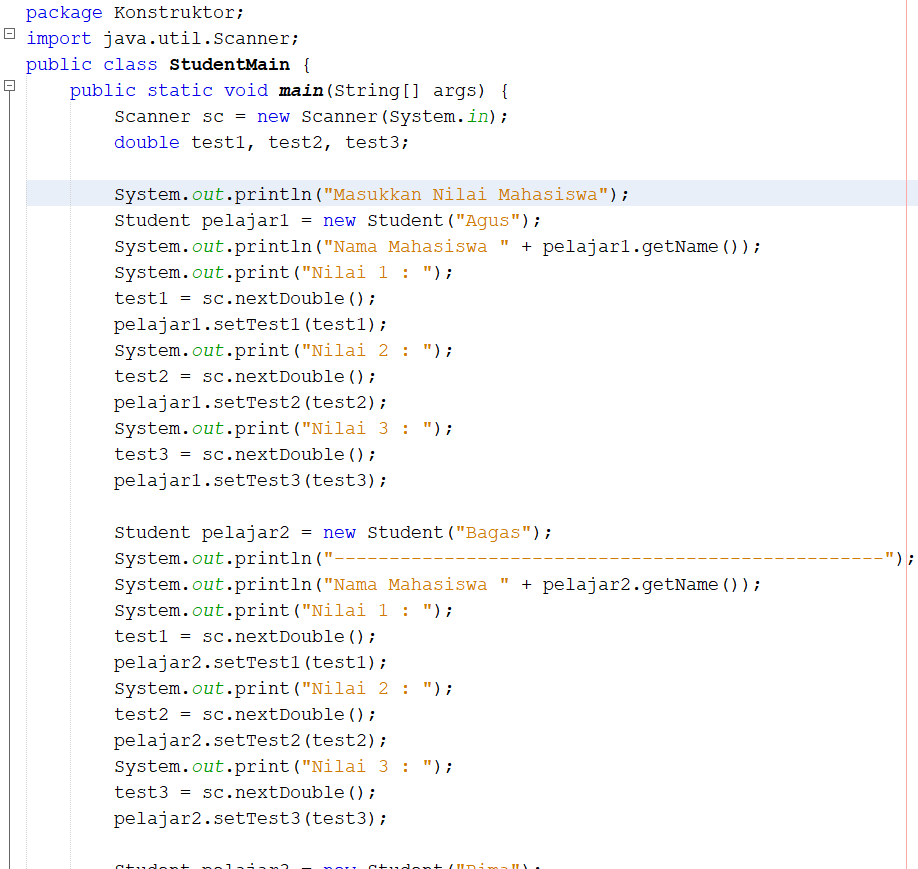 package Konstruktor;
import java.util.Scanner;
public class StudentMain {
public static void main(String[] args) {
Scanner sc = new Scanner(System.in);
double test1, test2, test3;
System.out.println("Masukkan Nilai Mahasiswa");
Student pelajar1 = new Student("Agus");
System.out.println("Nama Mahasiswa " + pelajar1.getName());
System.out.print("Nilai 1 : ");
test1 = sc.nextDouble();
pelajar1.setTest1(test1);
System.out.print("Nilai 2 : ");
test2 = sc.nextDouble();
pelajar1.setTest2(test2);
System.out.print("Nilai 3 : ");
test3 = sc.nextDouble();
pelajar1.setTest3(test3);
Student pelajar2 = new Student("Bagas");
System.out.println("--------------------------------------------------");
System.out.println("Nama Mahasiswa " + pelajar2.getName());
System.out.print("Nilai 1 : ");
test1 = sc.nextDouble();
pelajar2.setTest1(test1);
System.out.print("Nilai 2 : ");
test2 = sc.nextDouble();
pelajar2.setTest2(test2);
System.out.print("Nilai 3 : ");
test3 = sc.nextDouble();
pelajar2.setTest3(test3);